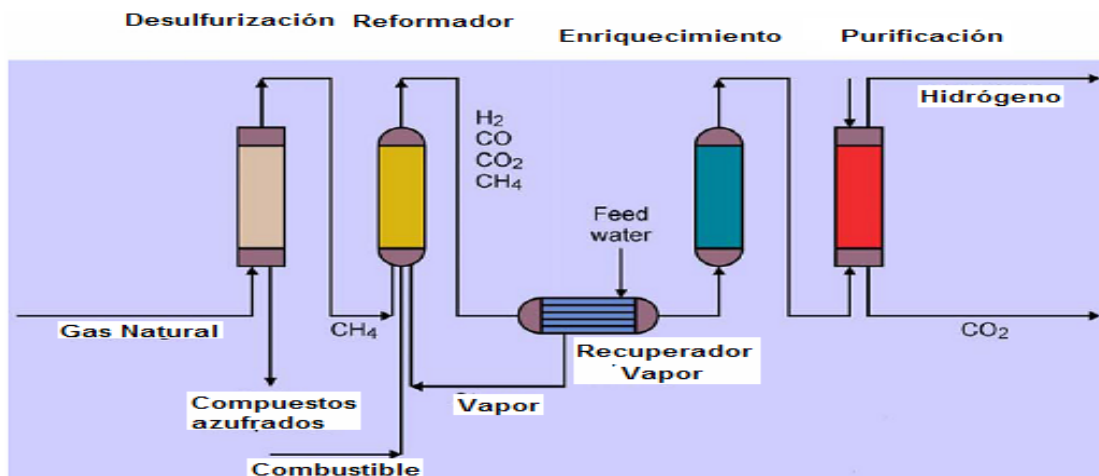 Desulfurización
Reformador
Enriquecimiento
Purificación
Hidrógeno
H₂
CO
CO₂
CH₄
Feed
water
Gas Natural
CH₄
Recuperador
Vapor
CO₂
Compuestos
azufrados
Vapor
Combustible